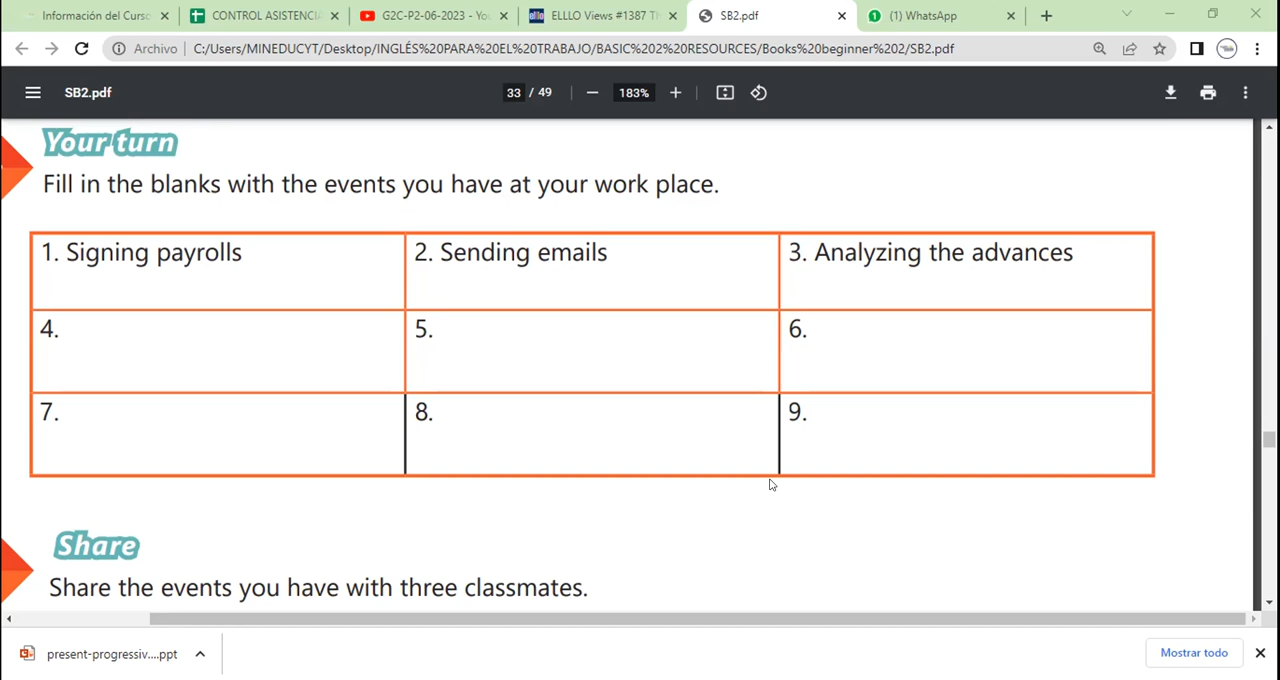 Información del Curso
CONTROL ASISTENCIA
G2C-P2-06-2023 - You
ELLLO Views #1387 Th
SB2.pdf
(1) WhatsApp
Archivo C:/Users/MINEDUCYT/Desktop/INGLÉS%20PARA%20EL%20TRABAJO/BASIC%202%20RESOURCES/Books%20beginner%202/SB2.pdf
SB2.pdf 33 / 49 183%
Your turn
Fill in the blanks with the events you have at your work place.
1. Signing payrolls 2. Sending emails 3. Analyzing the advances
4. 5. 6.
7. 8. 9.
Share
Share the events you have with three classmates.
present-progressiv....ppt
Mostrar todo